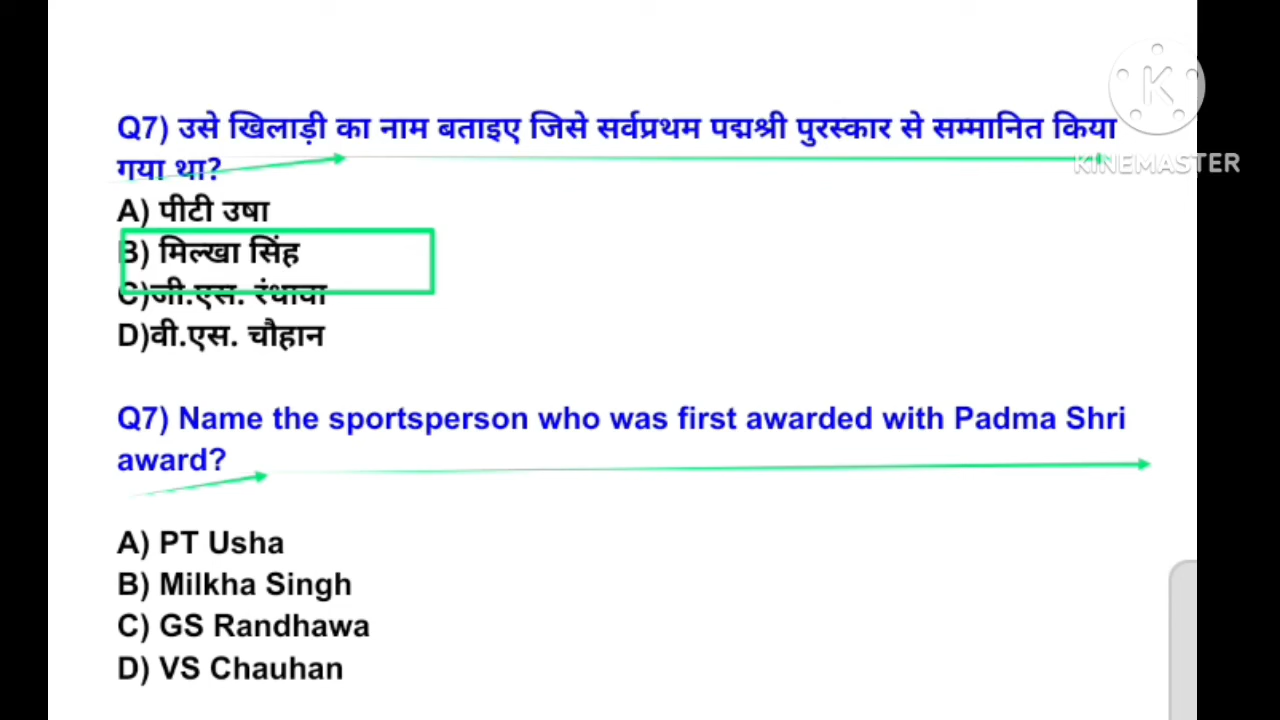 Q7) उसे खिलाड़ी का नाम बताइए जिसे सर्वप्रथम पद्मश्री पुरस्कार से सम्मानित किया
गया था?
A) पीटी उषा
B) मिल्खा सिंह
C)जी.एस. रंधावा
D)वी.एस. चौहान
Q7) Name the sportsperson who was first awarded with Padma Shri
award?
A) PT Usha
B) Milkha Singh
C) GS Randhawa
D) VS Chauhan
K
KINEMASTER